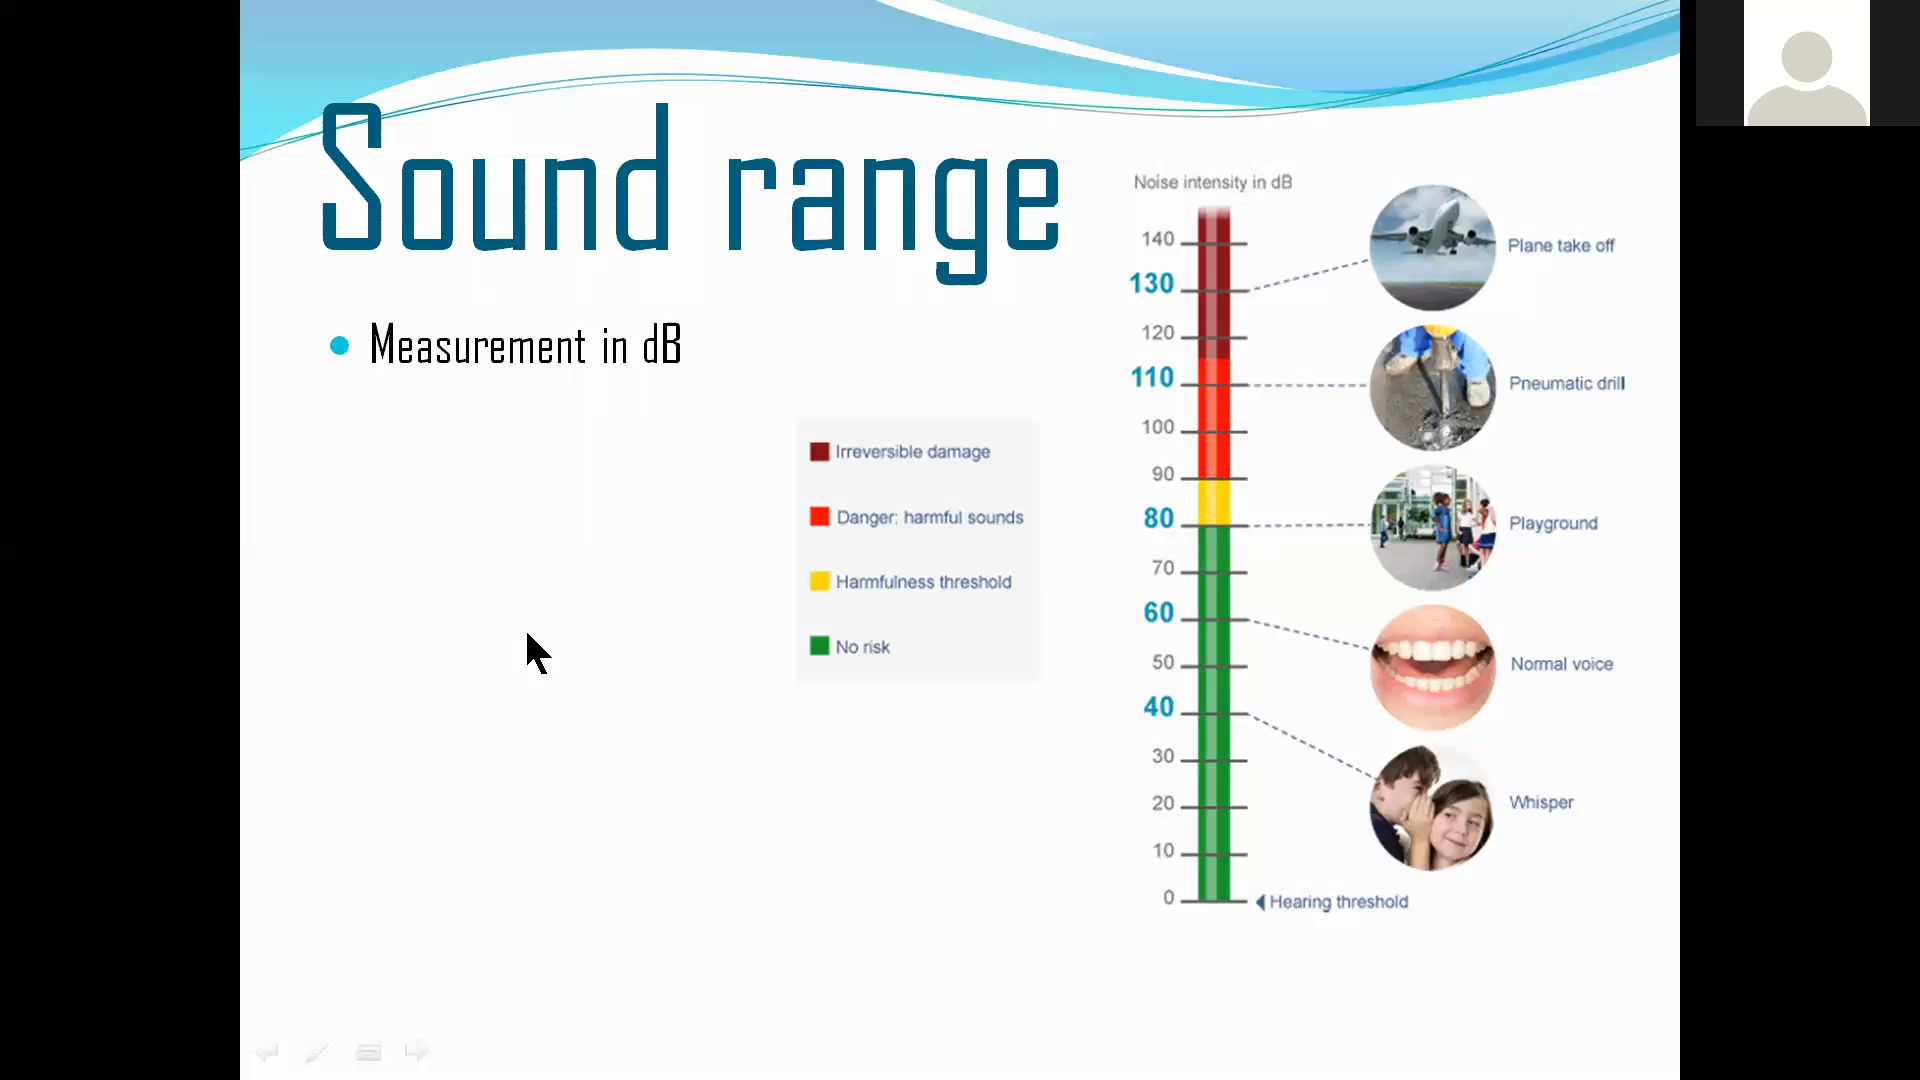 Sound range
Measurement in dB
Irreversible damage
Danger: harmful sounds
Harmfulness threshold
No risk
Noise intensity in dB
140
130
120
110
100
90
80
70
60
50
40
30
20
10
0
Plane take off
Pneumatic drill
Playground
Normal voice
Whisper
Hearing threshold